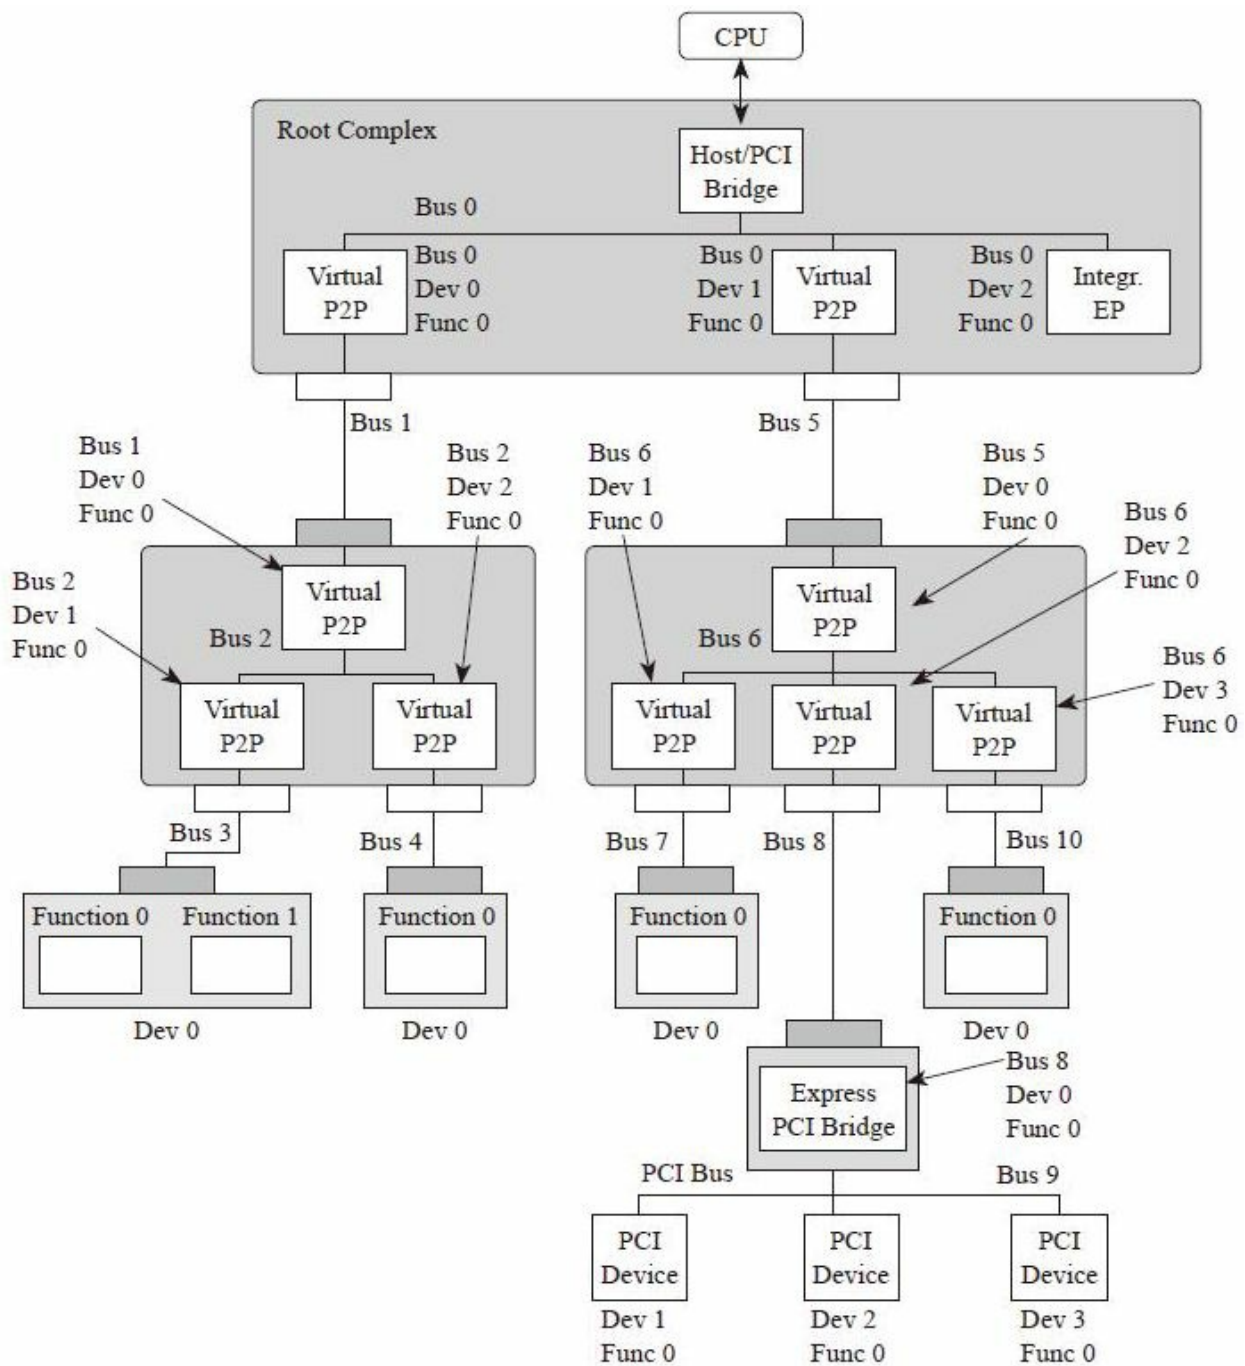 CPU
Root Complex
Host/PCI
Bridge
Bus 0
Virtual
P2P
Bus 0
Dev 0
Func 0
Bus 0
Dev 1
Func 0
Virtual
P2P
Bus 0
Dev 2
Func 0
Integr.
EP
Bus 1
Bus 5
Bus 1
Dev 0
Func 0
Bus 2
Dev 2
Func 0
Bus 6
Dev 1
Func 0
Bus 5
Dev 0
Func 0
Bus 6
Dev 2
Func 0
Bus 2
Dev 1
Func 0
Virtual
P2P
Bus 2
Virtual
P2P
Bus 6
Bus 6
Dev 3
Func 0
Virtual
P2P
Virtual
P2P
Virtual
P2P
Virtual
P2P
Virtual
P2P
Bus 3
Bus 4
Bus 7
Bus 8
Bus 10
Function 0
Function 1
Function 0
Function 0
Function 0
Dev 0
Dev 0
Dev 0
Dev 0
Express
PCI Bridge
Bus 8
Dev 0
Func 0
PCI Bus
Bus 9
PCI
Device
PCI
Device
PCI
Device
Dev 1
Func 0
Dev 2
Func 0
Dev 3
Func 0